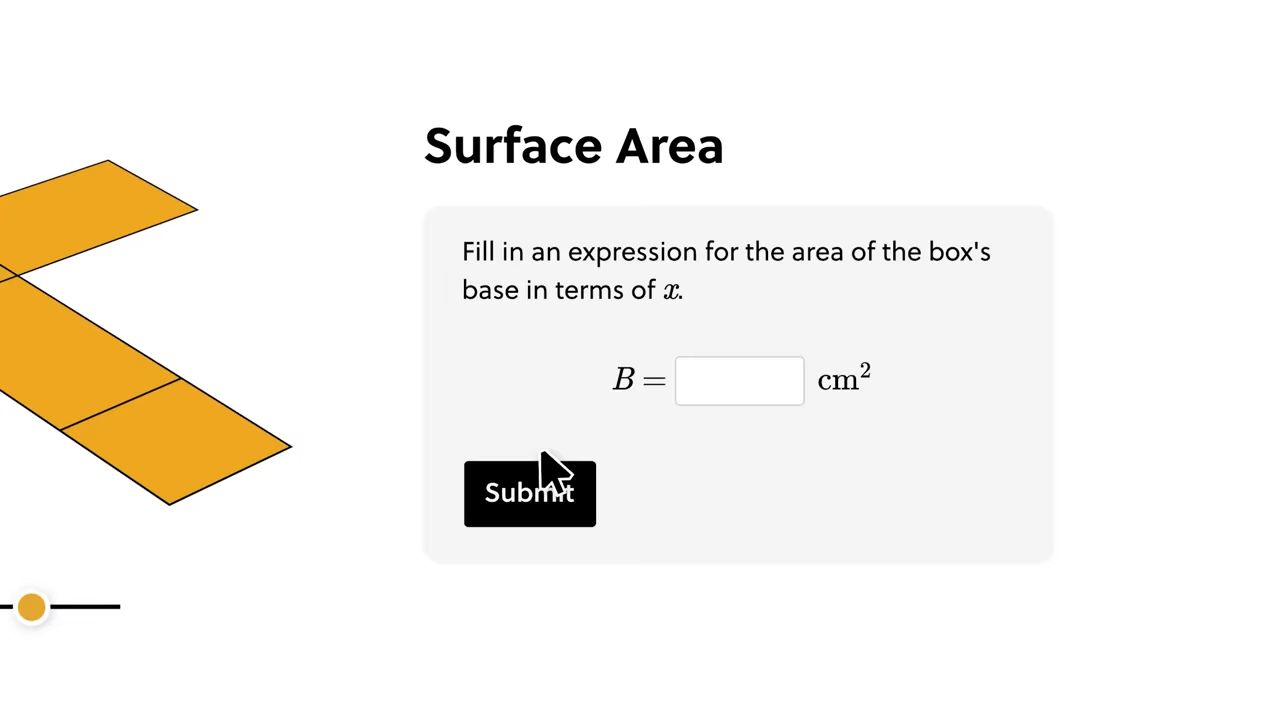 Surface Area
Fill in an expression for the area of the box's
base in terms of x.
B = cm²
Submit